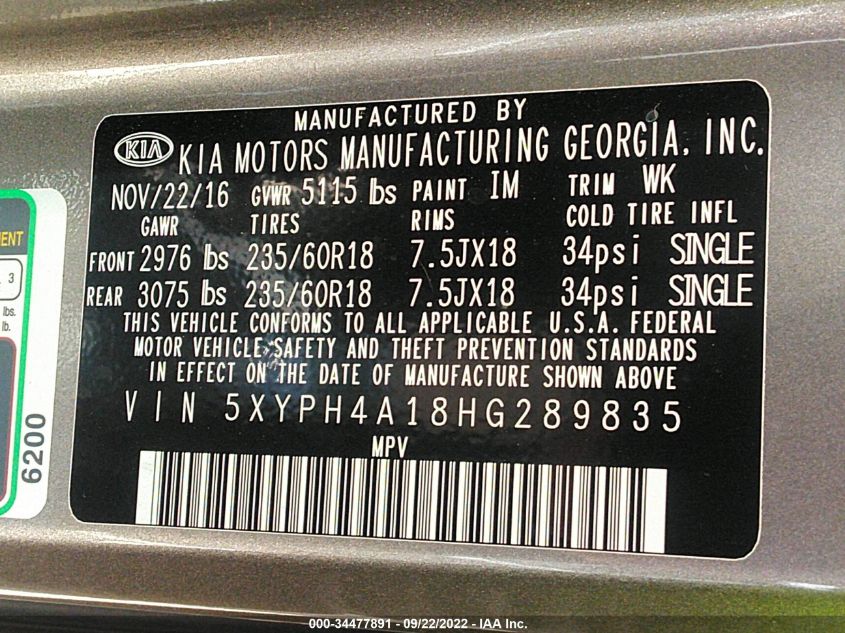 MANUFACTURED BY
KIA KIA MOTORS MANUFACTURING GEORGIA, INC.
NOV/22/16 GVWR 5115 lbs PAINT IM TRIM WK
GAWR TIRES RIMS COLD TIRE INFL
FRONT 2976 lbs 235/60R18 7.5JX18 34psi SINGLE
REAR 3075 lbs 235/60R18 7.5JX18 34psi SINGLE
THIS VEHICLE CONFORMS TO ALL APPLICABLE U.S.A. FEDERAL
MOTOR VEHICLE SAFETY AND THEFT PREVENTION STANDARDS
IN EFFECT ON THE DATE OF MANUFACTURE SHOWN ABOVE
VIN 5XYPH4A18HG289835
MPV
3
lbs.
lb.
6200
000-34477891 - 09/22/2022 - IAA Inc.